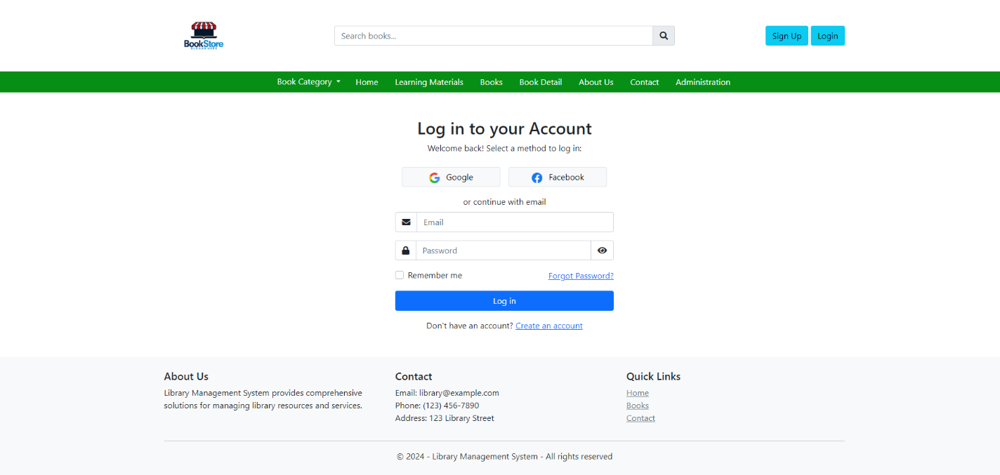 BookStore
Search books...
Sign Up
Login
Book Category
Home
Learning Materials
Books
Book Detail
About Us
Contact
Administration
Log in to your Account
Welcome back! Select a method to log in:
Google
Facebook
or continue with email
Email
Password
Remember me
Forgot Password?
Log in
Don't have an account? Create an account
About Us
Library Management System provides comprehensive
solutions for managing library resources and services.
Contact
Email: library@example.com
Phone: (123) 456-7890
Address: 123 Library Street
Quick Links
Home
Books
Contact
© 2024 - Library Management System - All rights reserved